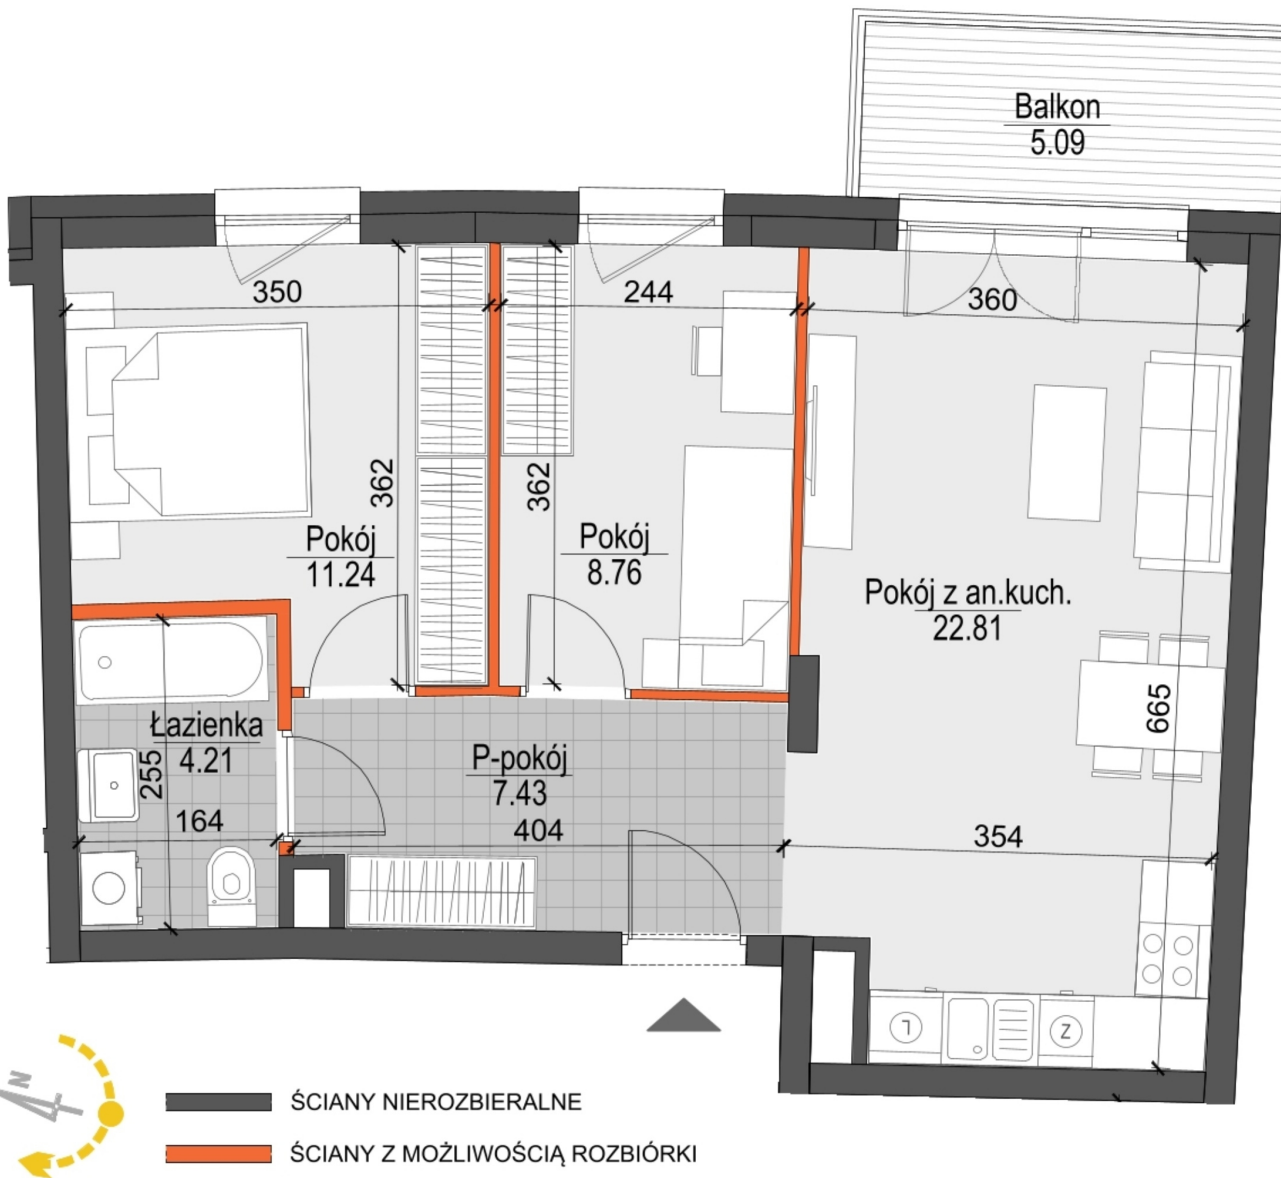 Balkon
5.09
350
244
360
362
362
Pokój
11.24
Pokój
8.76
Pokój z an.kuch.
22.81
Łazienka
4.21
255
164
P-pokój
7.43
404
354
665
L
Z
N
ŚCIANY NIEROZBIERALNE
ŚCIANY Z MOŻLIWOŚCIĄ ROZBIÓRKI